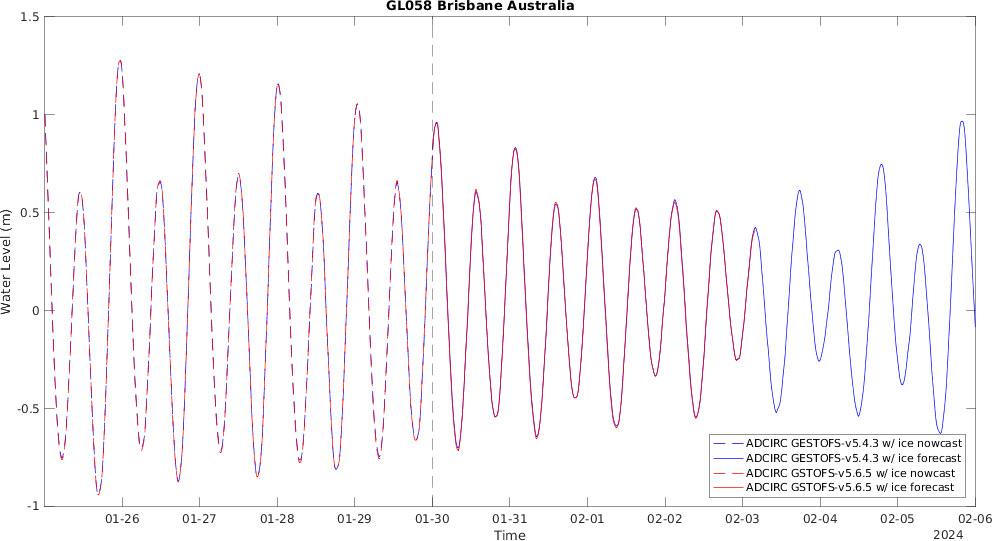 GL058 Brisbane Australia
1.5
1
0.5
0
-0.5
-1
Water Level (m)
01-26 01-27 01-28 01-29 01-30 01-31 02-01 02-02 02-03 02-04 02-05 02-06
Time
2024
ADCIRC GESTOFS-v5.4.3 w/ ice nowcast
ADCIRC GESTOFS-v5.4.3 w/ ice forecast
ADCIRC GSTOFS-v5.6.5 w/ ice nowcast
ADCIRC GSTOFS-v5.6.5 w/ ice forecast